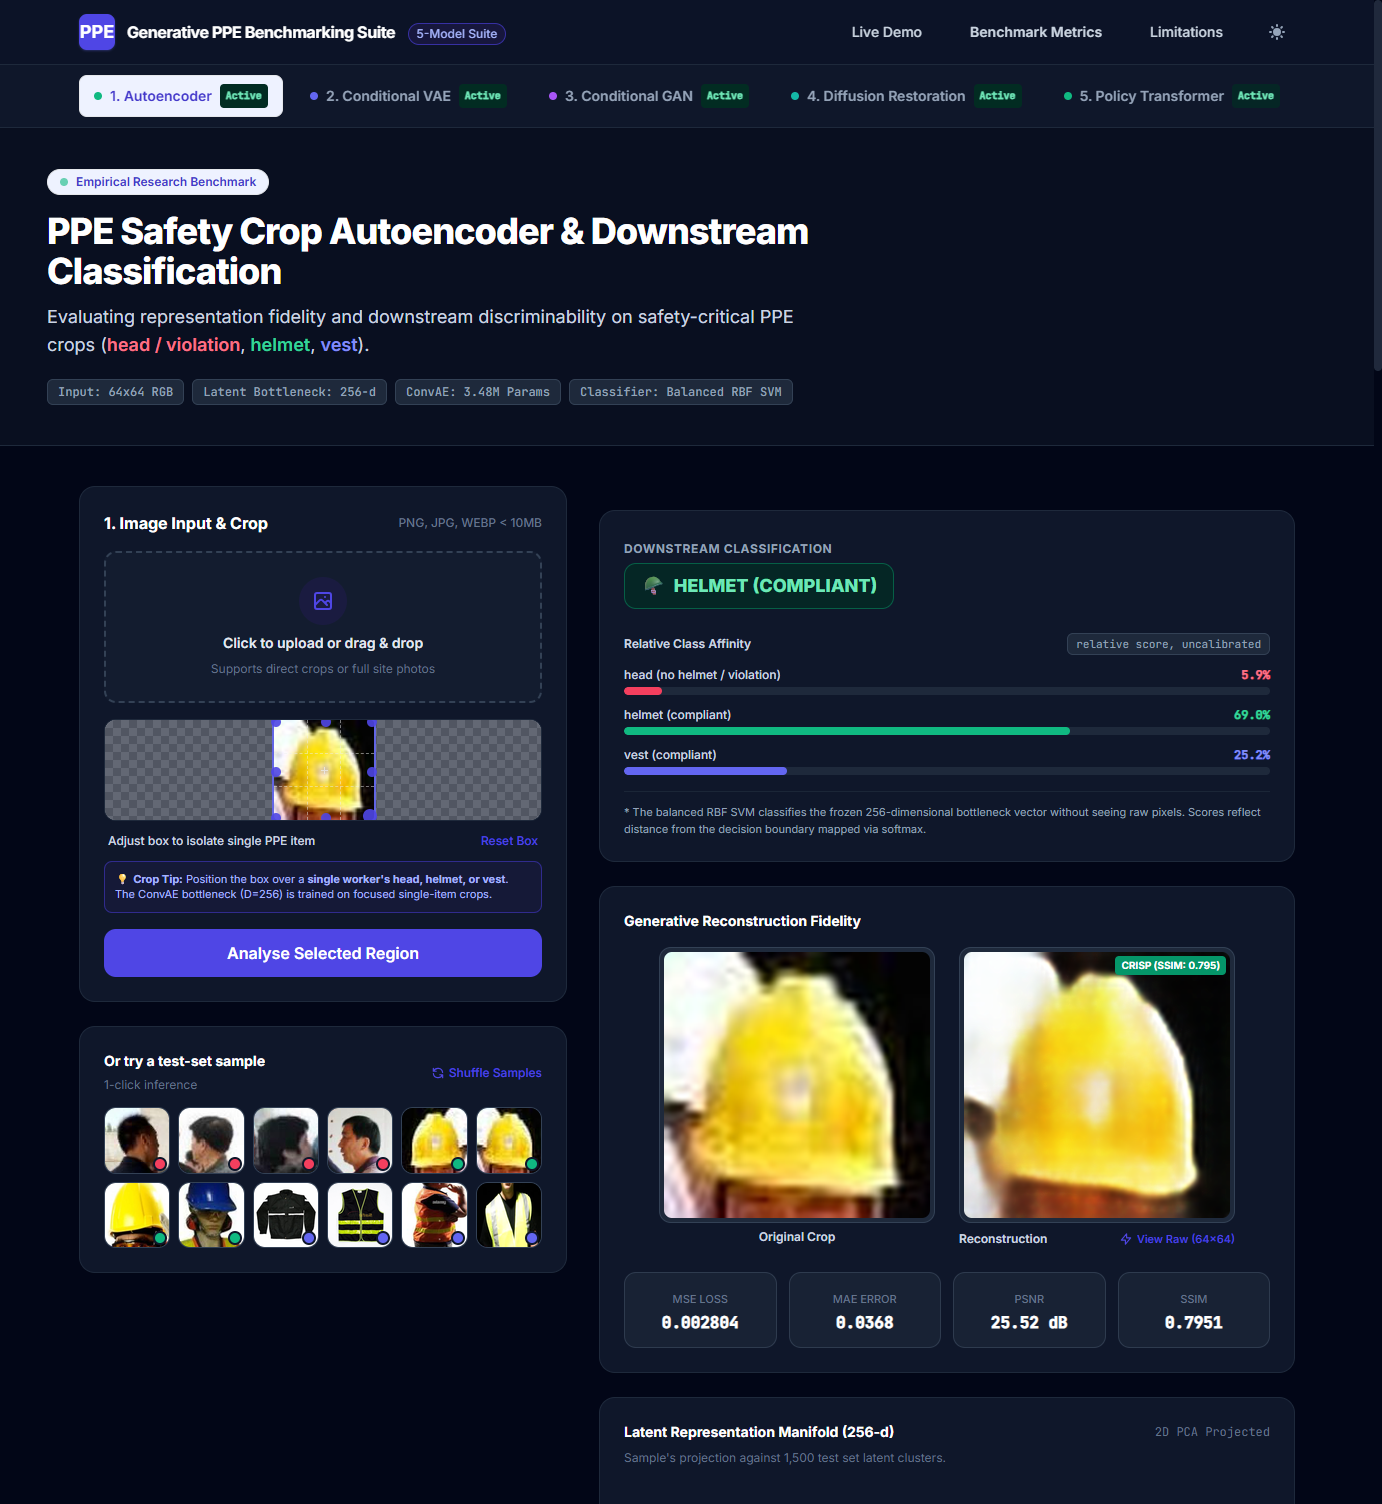 PPE Generative PPE Benchmarking Suite 5-Model Suite Live Demo Benchmark Metrics Limitations
1. Autoencoder Active 2. Conditional VAE Active 3. Conditional GAN Active 4. Diffusion Restoration Active 5. Policy Transformer Active
Empirical Research Benchmark
PPE Safety Crop Autoencoder & Downstream
Classification
Evaluating representation fidelity and downstream discriminability on safety-critical PPE
crops (head / violation, helmet, vest).
Input: 64x64 RGB Latent Bottleneck: 256-d ConvAE: 3.48M Params Classifier: Balanced RBF SVM
1. Image Input & Crop PNG, JPG, WEBP < 10MB
Click to upload or drag & drop
Supports direct crops or full site photos
Adjust box to isolate single PPE item Reset Box
Crop Tip: Position the box over a single worker's head, helmet, or vest.
The ConvAE bottleneck (D=256) is trained on focused single-item crops.
Analyse Selected Region
Or try a test-set sample
1-click inference
Shuffle Samples
DOWNSTREAM CLASSIFICATION
HELMET (COMPLIANT)
Relative Class Affinity relative score, uncalibrated
head (no helmet / violation) 5.9%
helmet (compliant) 69.0%
vest (compliant) 25.2%
* The balanced RBF SVM classifies the frozen 256-dimensional bottleneck vector without seeing raw pixels. Scores reflect
distance from the decision boundary mapped via softmax.
Generative Reconstruction Fidelity
CRISP (SSIM: 0.795)
Original Crop Reconstruction View Raw (64×64)
MSE LOSS MAE ERROR PSNR SSIM
0.002804 0.0368 25.52 dB 0.7951
Latent Representation Manifold (256-d) 2D PCA Projected
Sample's projection against 1,500 test set latent clusters.